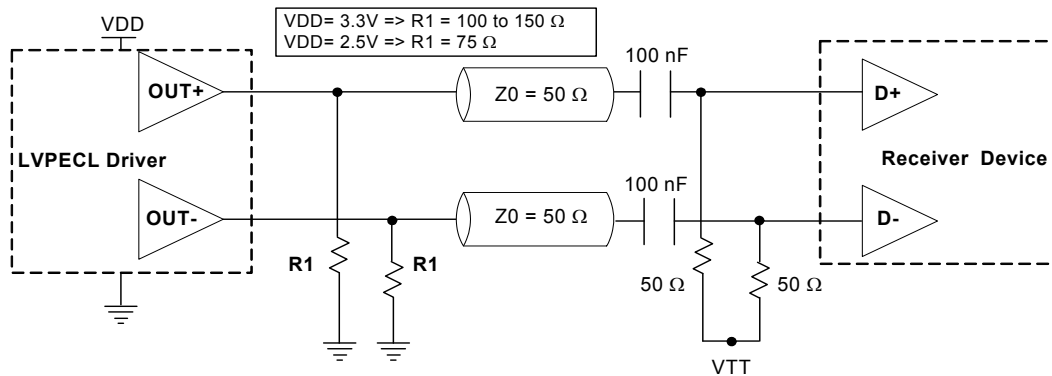 VDD= 3.3V => R1 = 100 to 150 Ω
VDD= 2.5V => R1 = 75 Ω
VDD
100 nF
OUT+
Z0 = 50 Ω
D+
LVPECL Driver
Receiver Device
100 nF
OUT-
Z0 = 50 Ω
D-
R1
R1
50 Ω
50 Ω
VTT